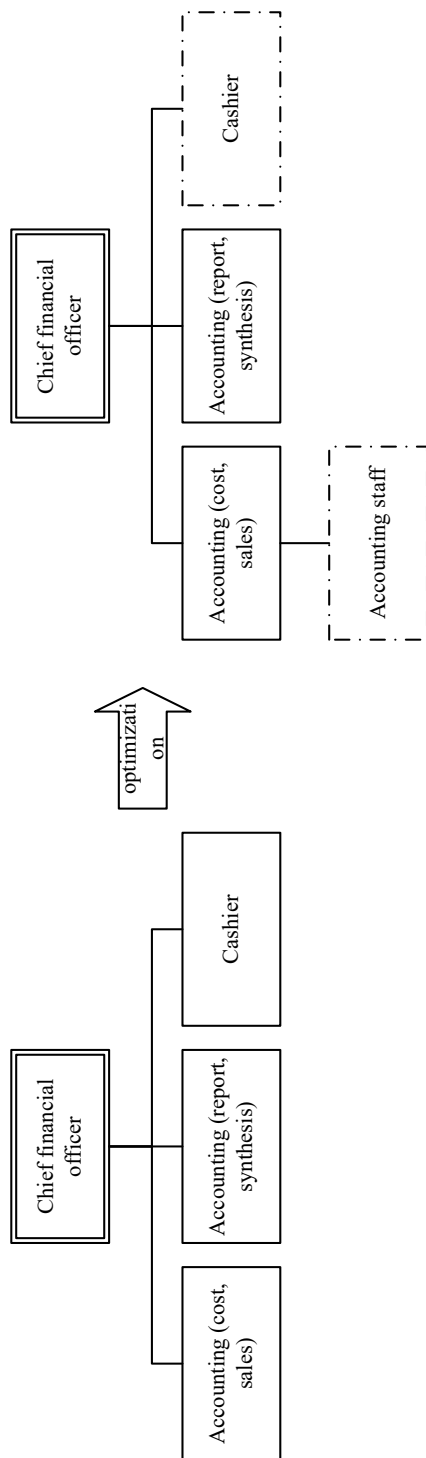 Chief financial
officer
Accounting (cost,
sales)
Accounting (report,
synthesis)
Cashier
optimizati
on
Chief financial
officer
Accounting (cost,
sales)
Accounting (report,
synthesis)
Cashier
Accounting staff